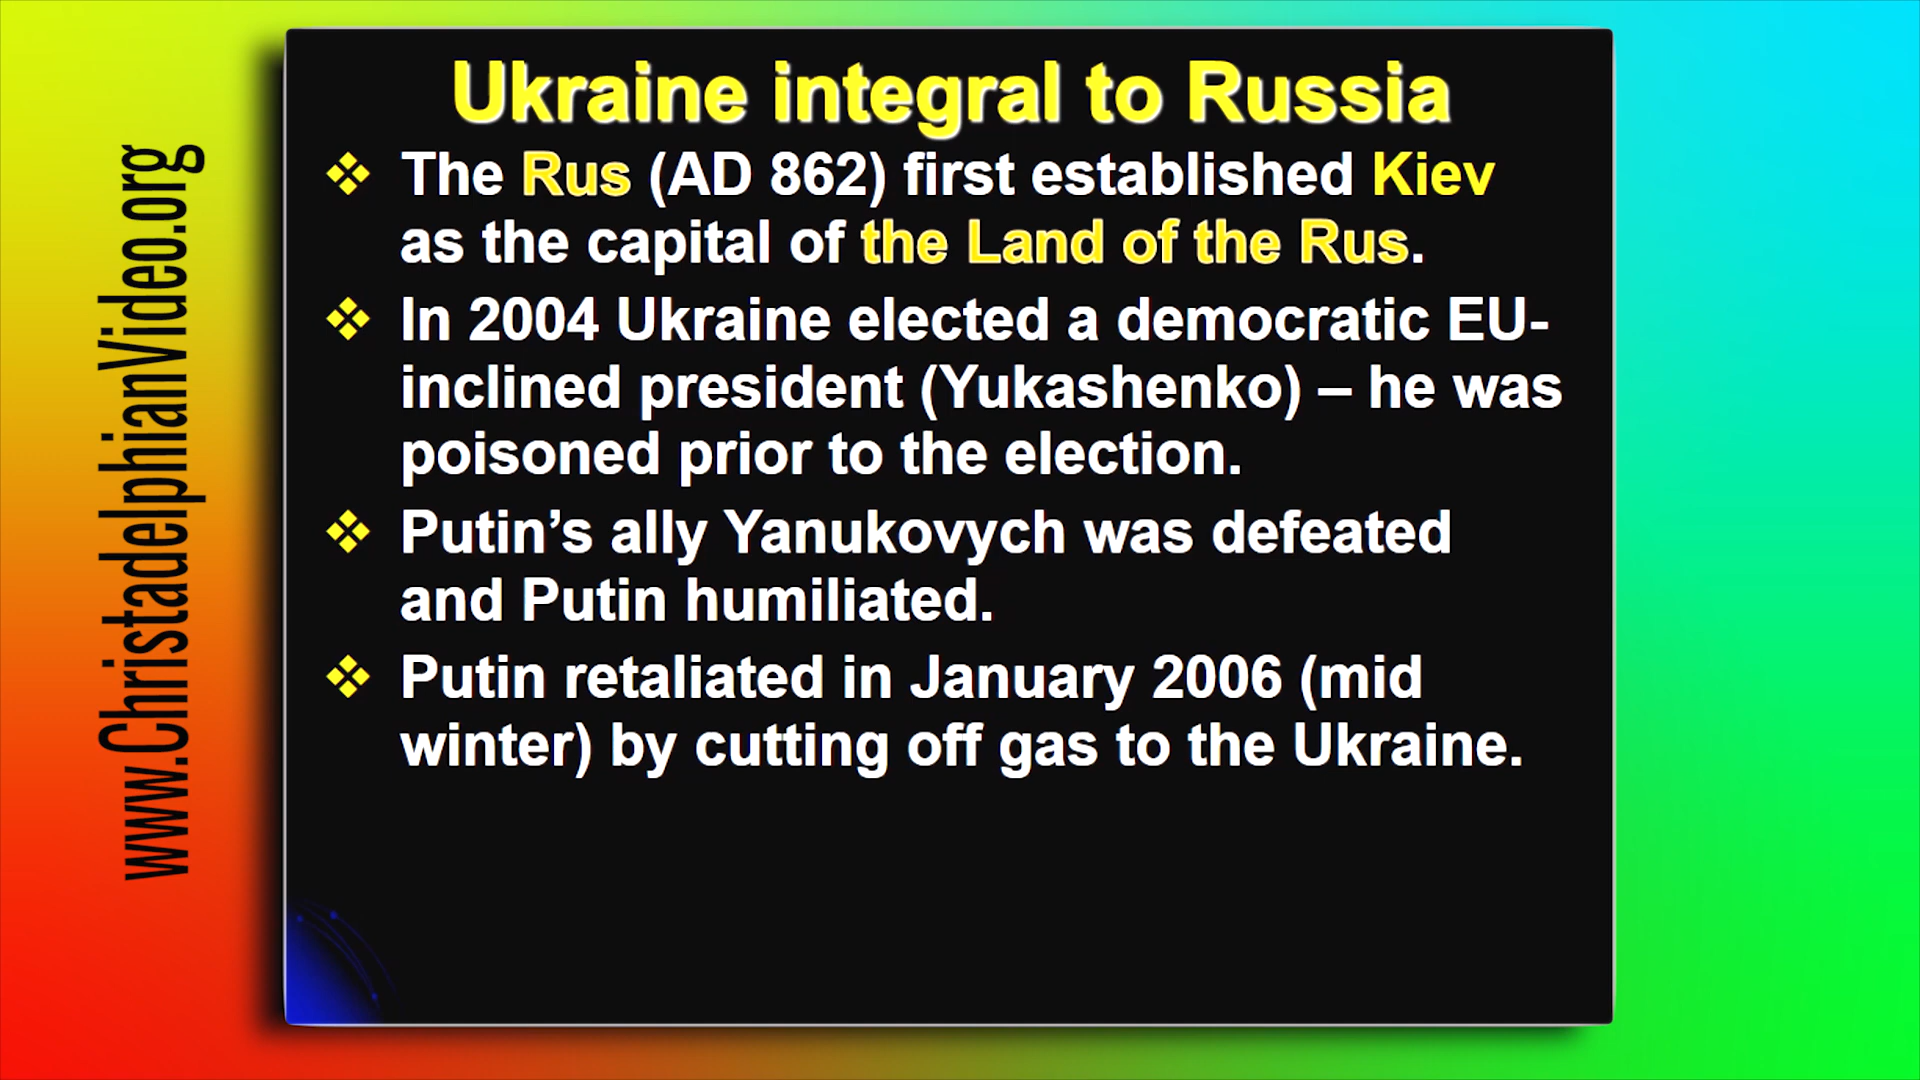 www.ChristadelphianVideo.org
Ukraine integral to Russia
❖ The Rus (AD 862) first established Kiev
as the capital of the Land of the Rus.
❖ In 2004 Ukraine elected a democratic EU-
inclined president (Yukashenko) – he was
poisoned prior to the election.
❖ Putin’s ally Yanukovych was defeated
and Putin humiliated.
❖ Putin retaliated in January 2006 (mid
winter) by cutting off gas to the Ukraine.